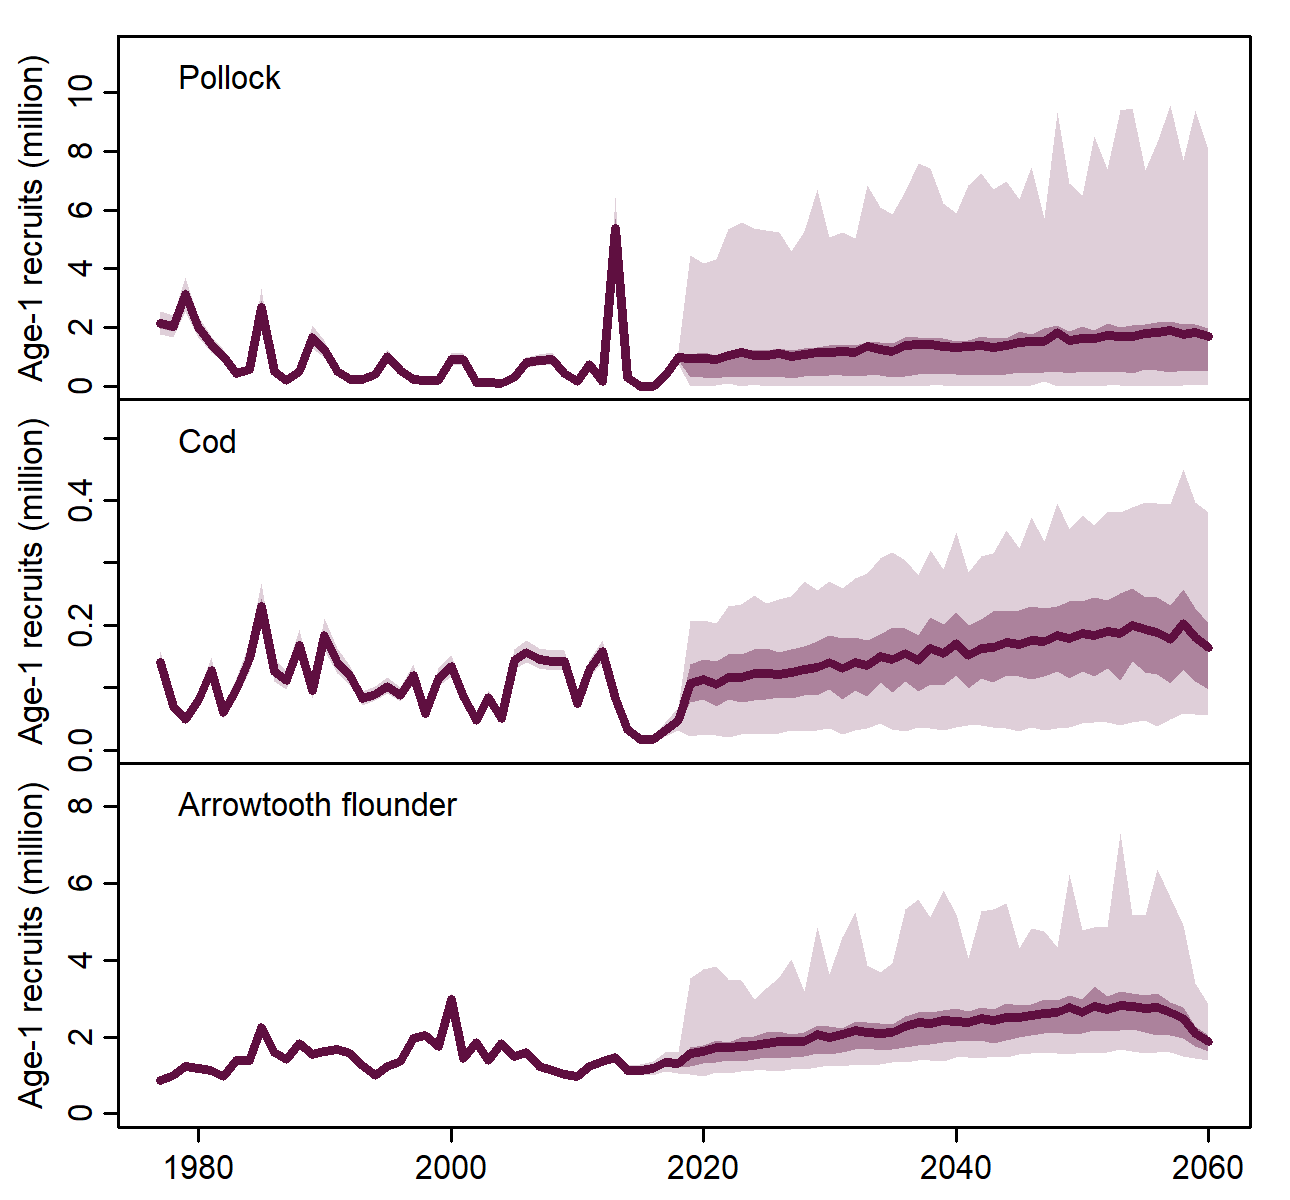 Pollock
Age-1 recruits (million)
10
8
6
4
2
0
Cod
Age-1 recruits (million)
0.4
0.2
0.0
Arrowtooth flounder
Age-1 recruits (million)
8
6
4
2
0
1980 2000 2020 2040 2060